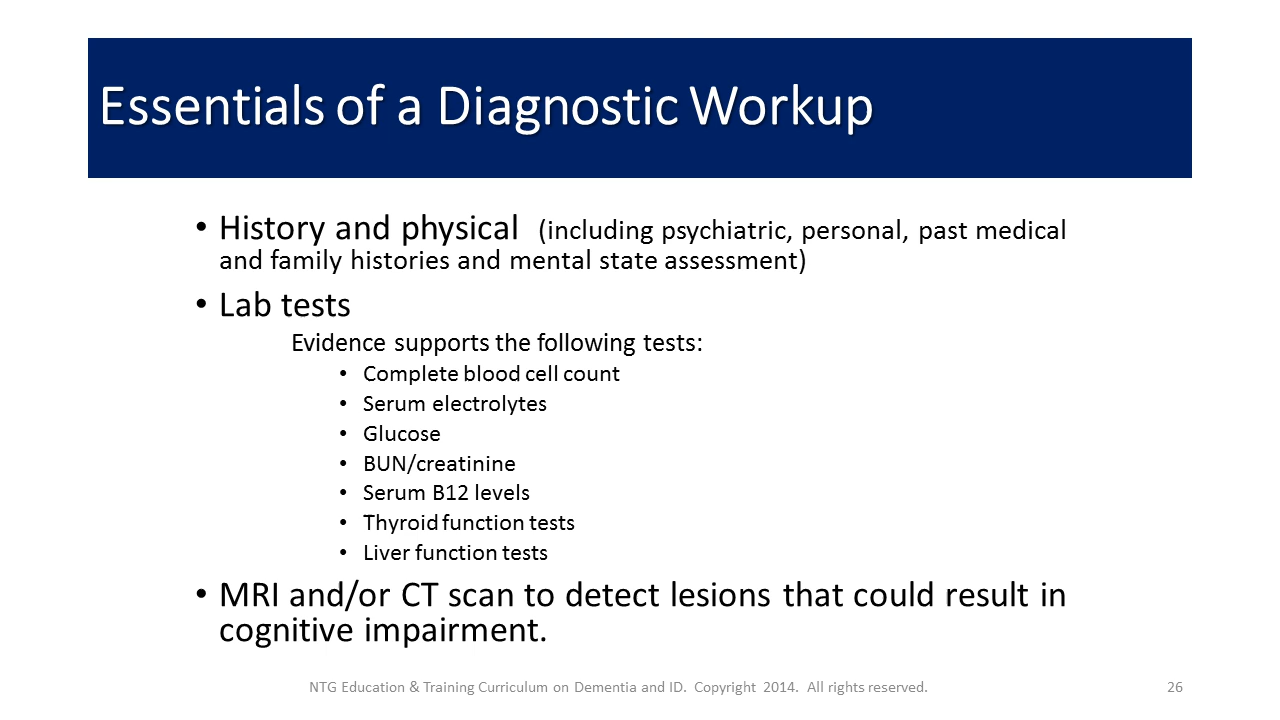 Essentials of a Diagnostic Workup
• History and physical (including psychiatric, personal, past medical
and family histories and mental state assessment)
• Lab tests
Evidence supports the following tests:
• Complete blood cell count
• Serum electrolytes
• Glucose
• BUN/creatinine
• Serum B12 levels
• Thyroid function tests
• Liver function tests
• MRI and/or CT scan to detect lesions that could result in
cognitive impairment.
NTG Education & Training Curriculum on Dementia and ID. Copyright 2014. All rights reserved.
26